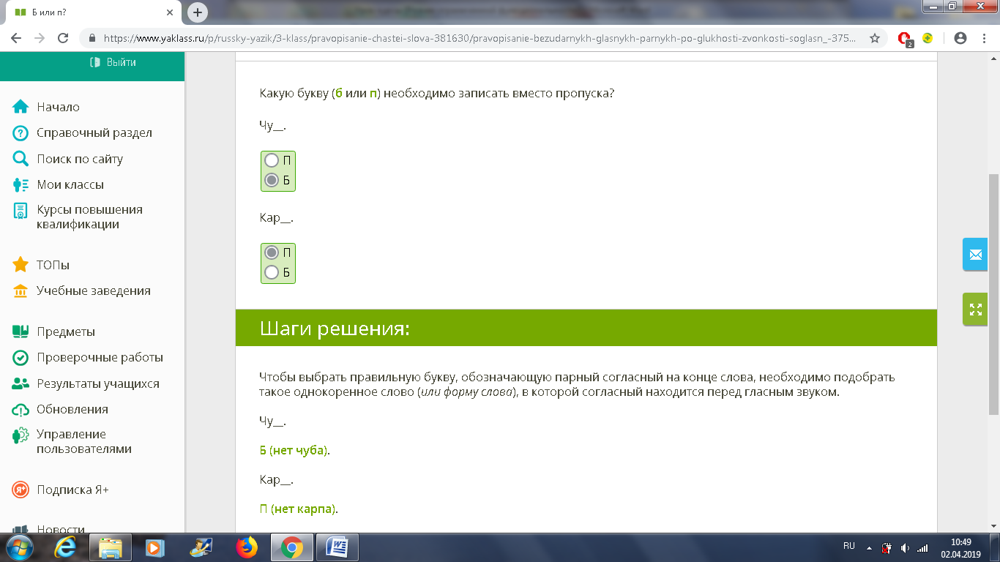 Б или п?
https://www.yaklass.ru/p/russky-yazik/3-klass/pravopisanie-chastei-slova-381630/pravopisanie-bezudarnykh-glasnykh-parnykh-po-glukhosti-zvonkosti-soglasn_-375...
2
Выйти
Начало
Справочный раздел
Поиск по сайту
Мои классы
Курсы повышения
квалификации
ТОПы
Учебные заведения
Предметы
Проверочные работы
Результаты учащихся
Обновления
Управление
пользователями
Я+
Подписка Я+
Новости
Какую букву (б или п) необходимо записать вместо пропуска?
Чу__.
П
Б
Кар__.
П
Б
Шаги решения:
Чтобы выбрать правильную букву, обозначающую парный согласный на конце слова, необходимо подобрать
такое однокоренное слово (или форму слова), в которой согласный находится перед гласным звуком.
Чу__.
Б (нет чуба).
Кар__.
П (нет карпа).
RU
10:49
02.04.2019